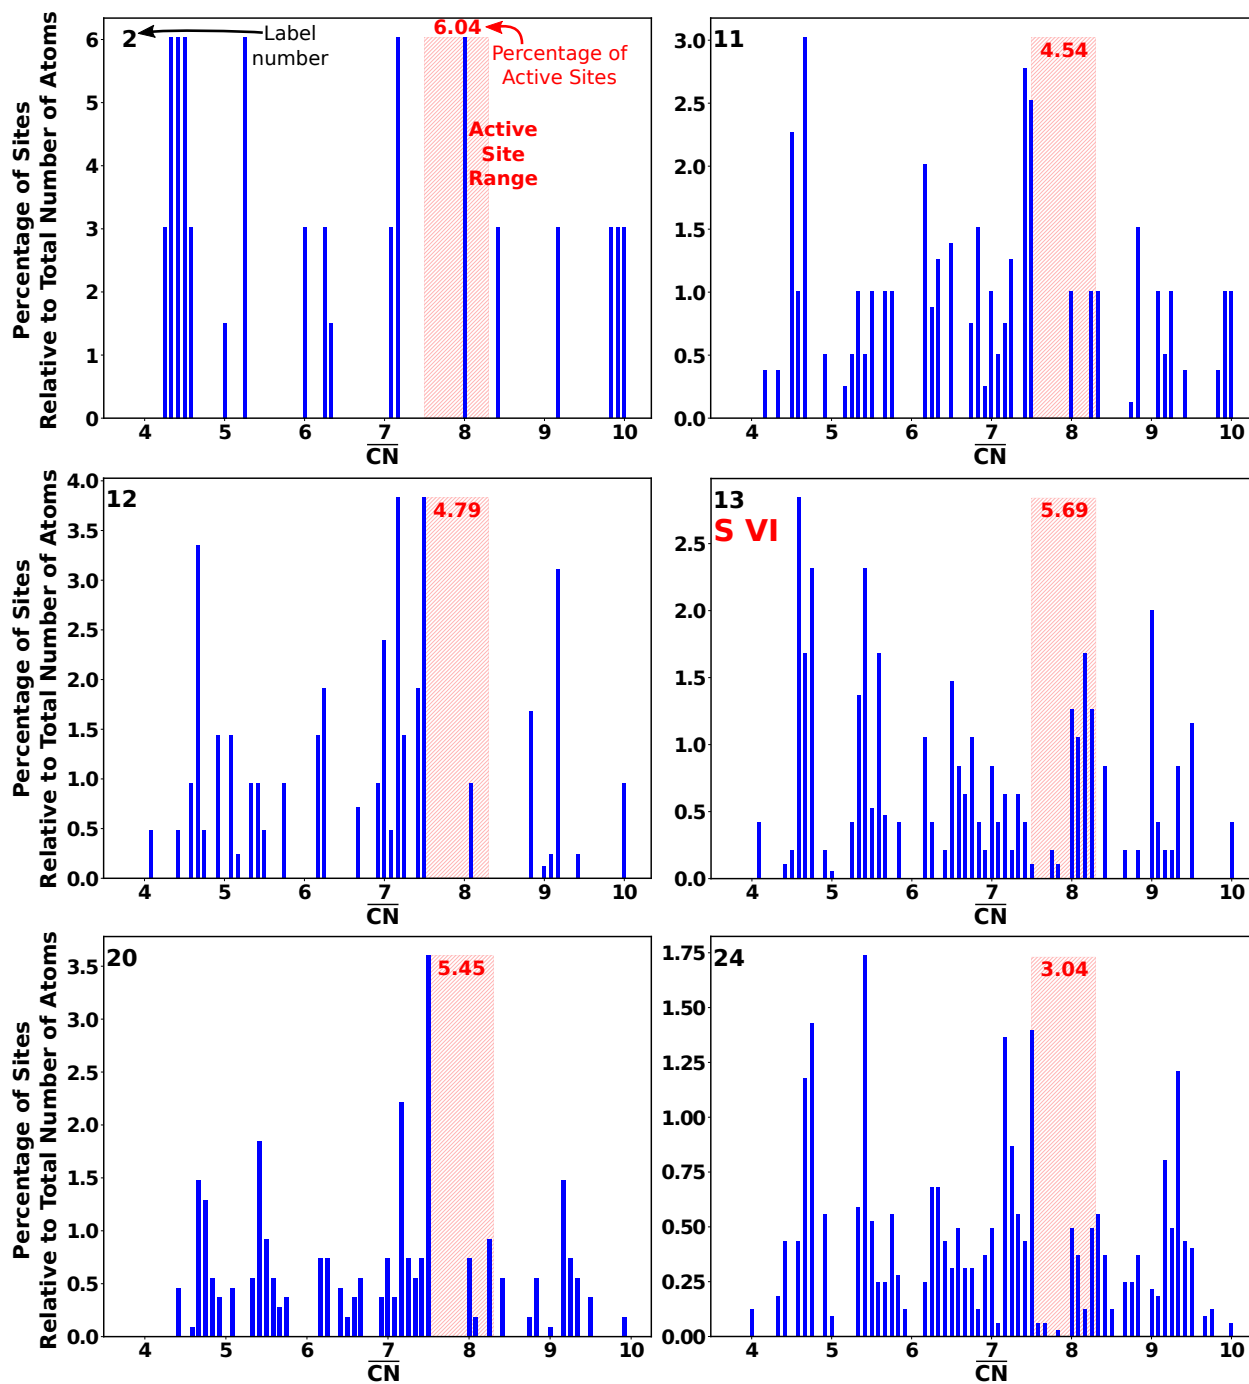 Percentage of Sites
Relative to Total Number of Atoms
6
5
4
3
2
1
0
2
Label
number
6.04
Percentage of
Active Sites
Active
Site
Range
4 5 6 7 8 9 10
CN
3.0
2.5
2.0
1.5
1.0
0.5
0.0
11
4.54
4 5 6 7 8 9 10
CN
Percentage of Sites
Relative to Total Number of Atoms
4.0
3.5
3.0
2.5
2.0
1.5
1.0
0.5
0.0
12
4.79
4 5 6 7 8 9 10
CN
2.5
2.0
1.5
1.0
0.5
0.0
13
S VI
5.69
4 5 6 7 8 9 10
CN
Percentage of Sites
Relative to Total Number of Atoms
3.5
3.0
2.5
2.0
1.5
1.0
0.5
0.0
20
5.45
4 5 6 7 8 9 10
CN
1.75
1.50
1.25
1.00
0.75
0.50
0.25
0.00
24
3.04
4 5 6 7 8 9 10
CN